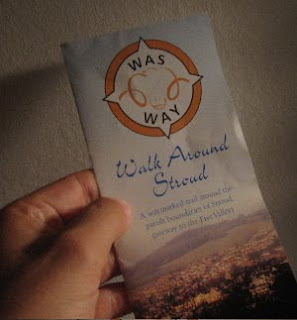 WAS
WAY
Walk Around
Stroud
A waymarked trail around the
parish boundaries of Stroud,
gateway to the Five Valleys